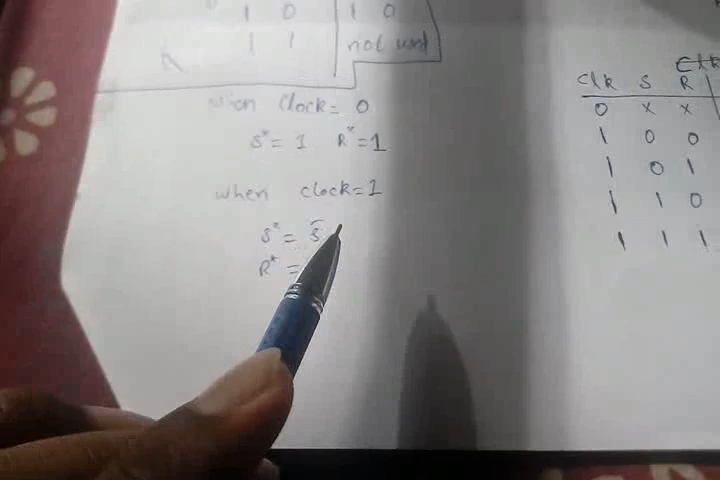 1 0 1 0
1 1 not used
when Clock = 0
S* = 1 R* = 1
when clock = 1
S* = S̅
R* =
Clk S R
0 x x
1 0 0
1 0 1
1 1 0
1 1 1